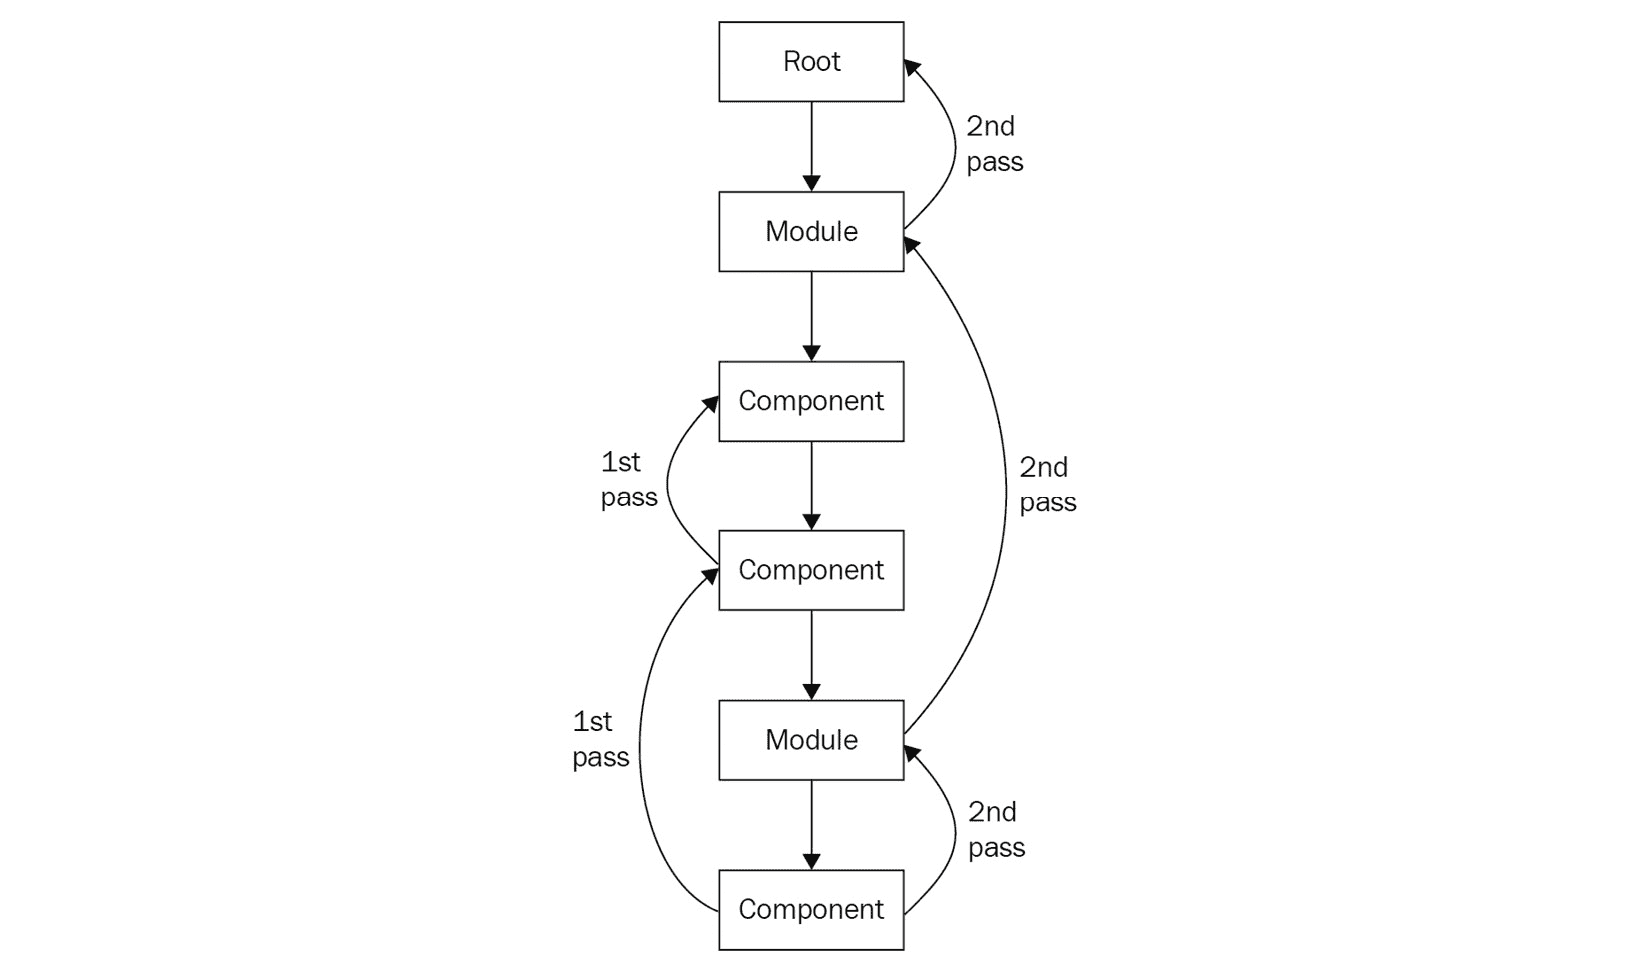 Root
2nd
pass
Module
Component
1st
pass
2nd
pass
Component
1st
pass
Module
2nd
pass
Component